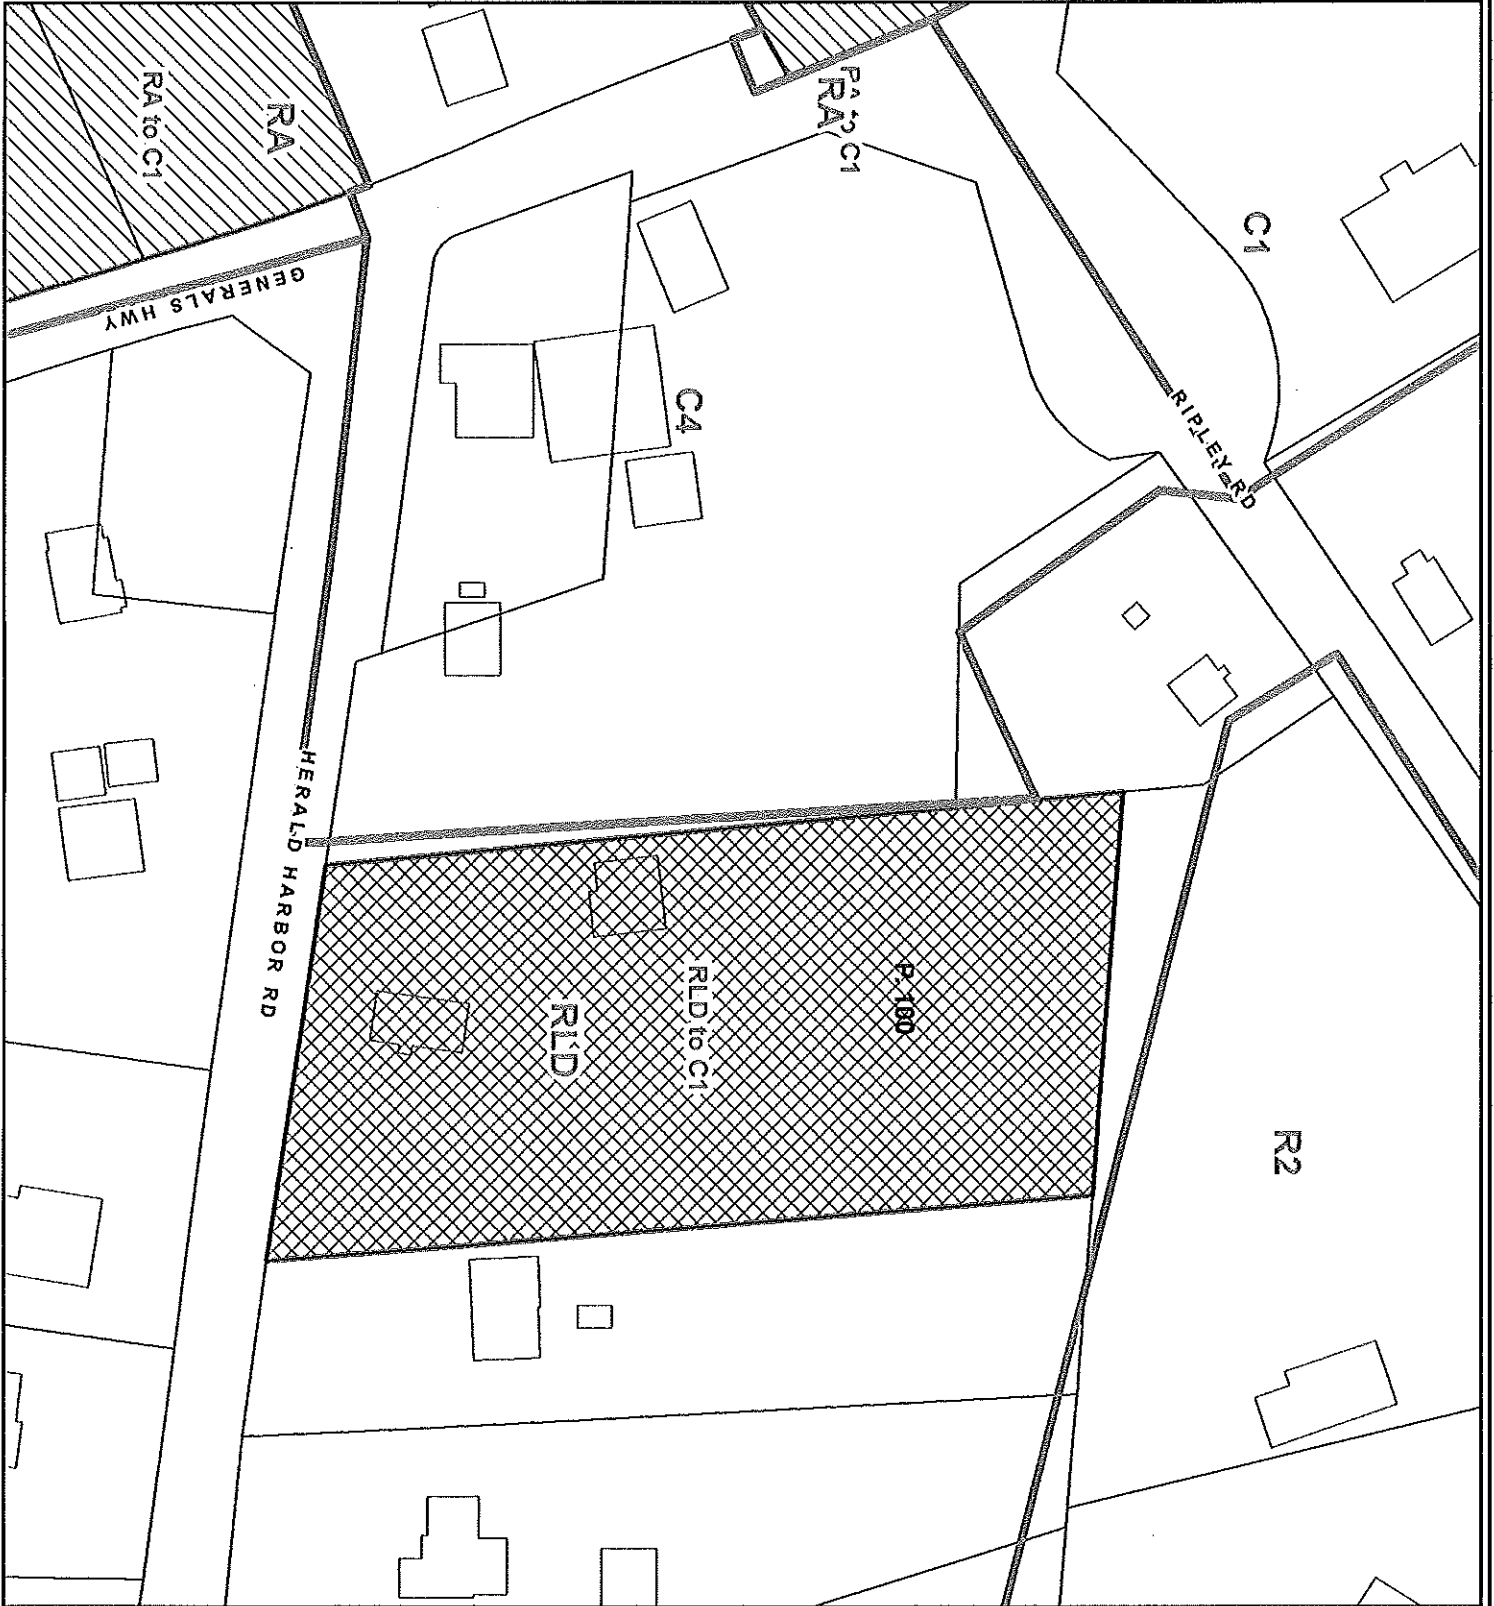 C1
RIPLEY RD
R2
RA to C1
RA
C4
P. 100
RLD to C1
RLD
RA
RA to C1
GENERALS HWY
HERALD HARBOR RD